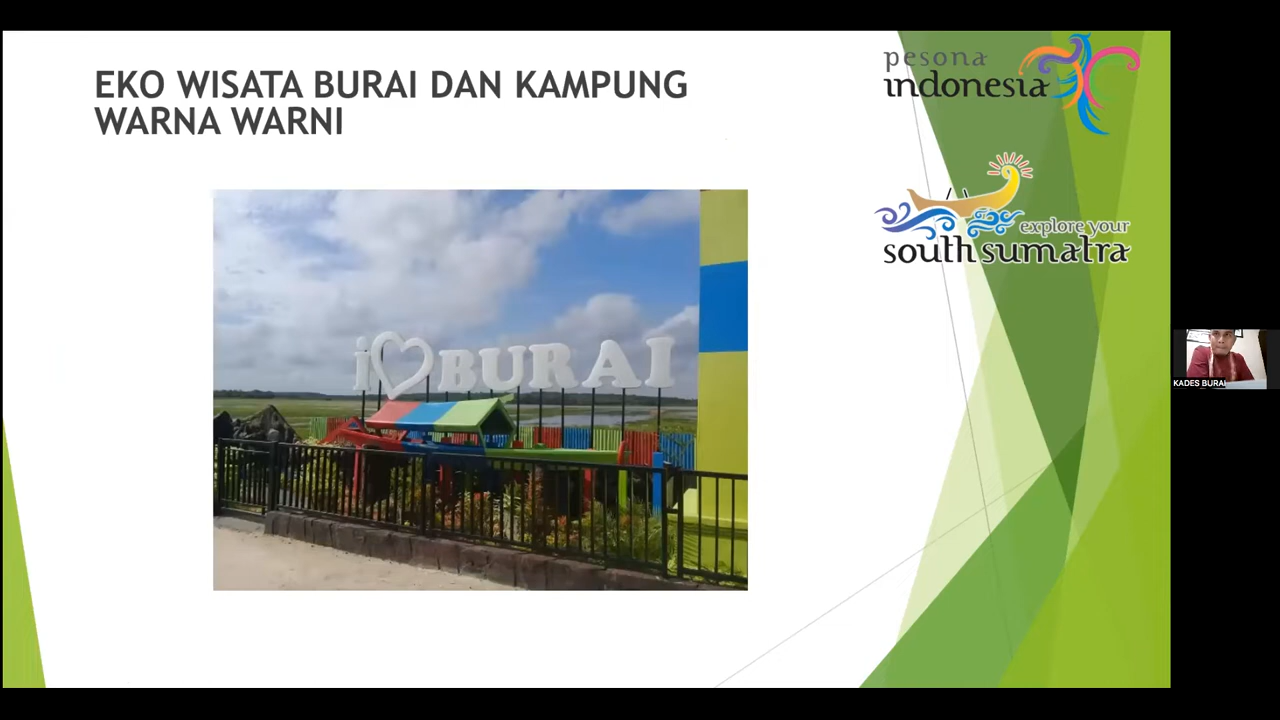 EKO WISATA BURAI DAN KAMPUNG
WARNA WARNI
pesona
indonesia
explore your
south sumatra
i BURAI
KADES BURAI